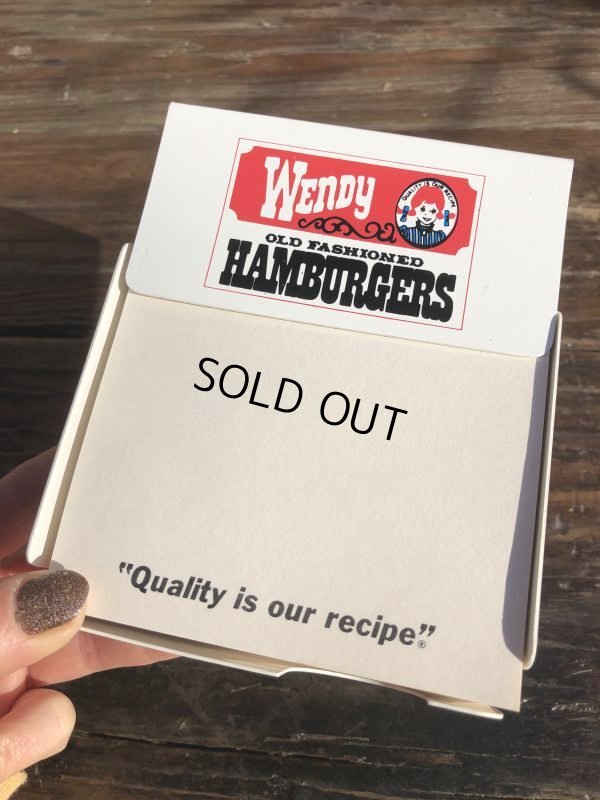 WENDY
QUALITY IS OUR RECIPE
OLD FASHIONED
HAMBURGERS
SOLD OUT
"Quality is our recipe"®